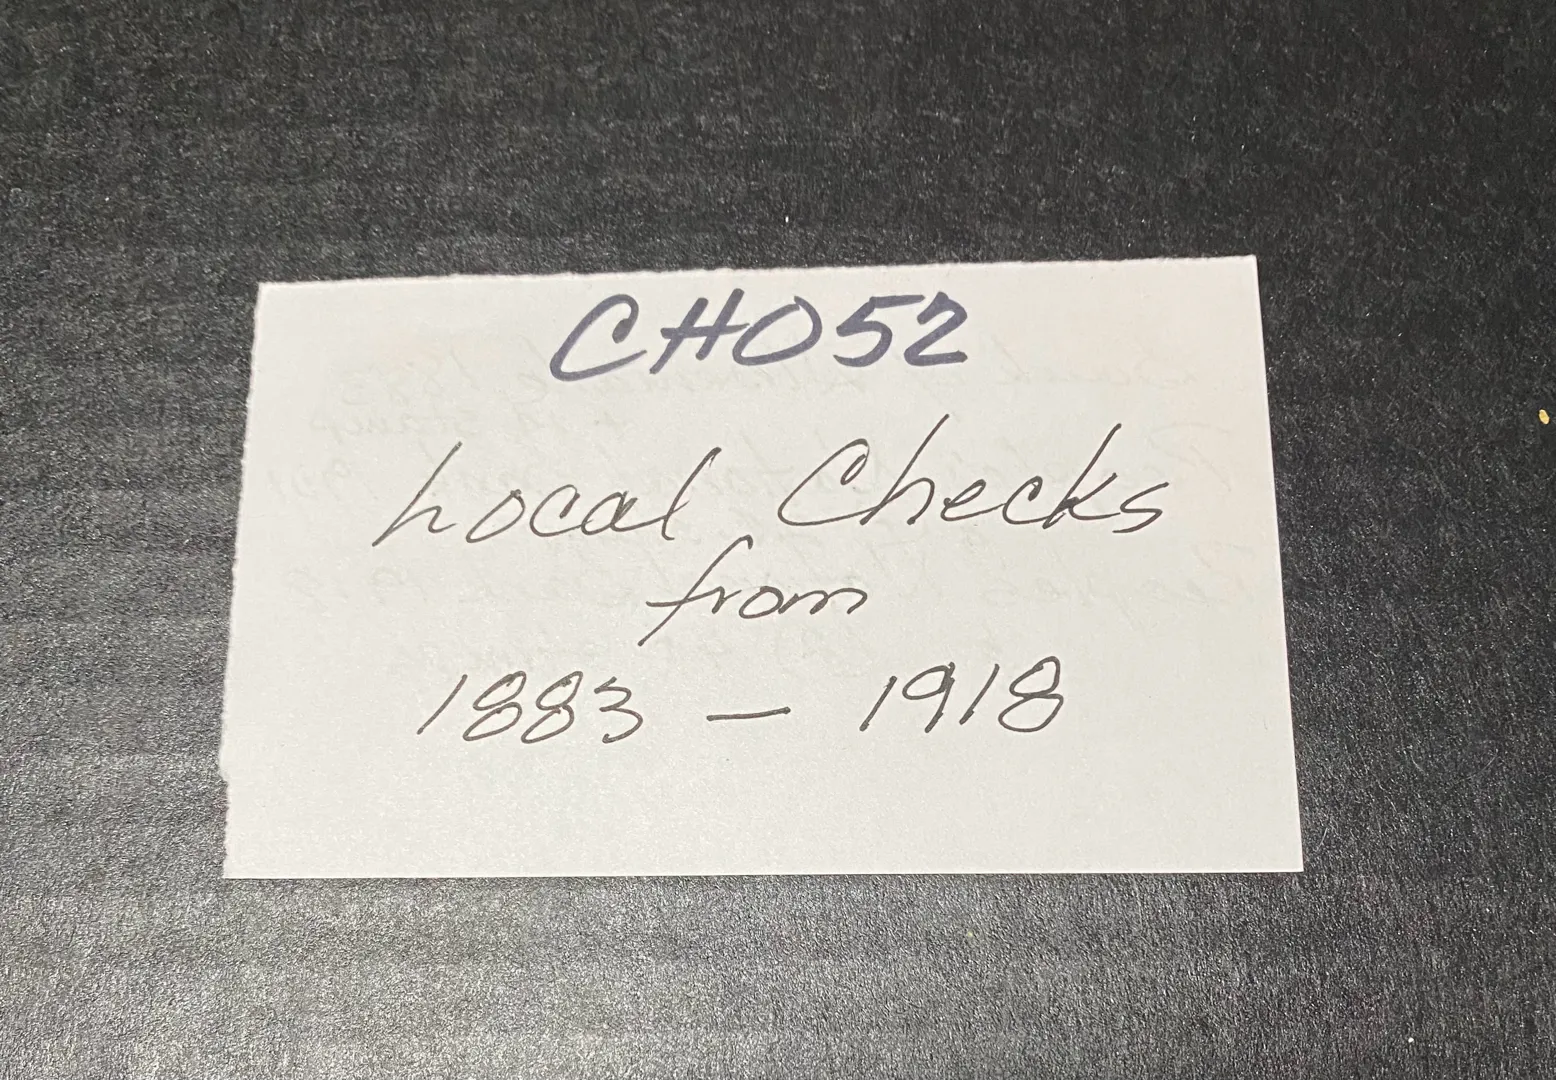 CH052
Local Checks
from
1883 – 1918